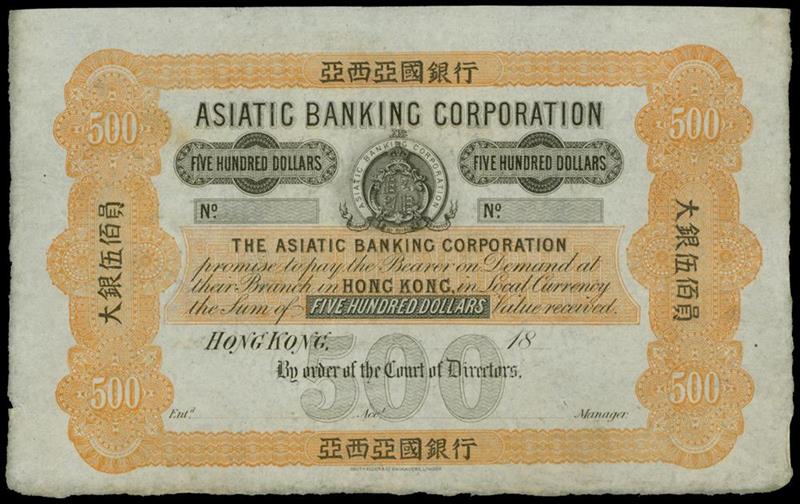 亞西亞國銀行
500
500
ASIATIC BANKING CORPORATION
FIVE HUNDRED DOLLARS
FIVE HUNDRED DOLLARS
ASIATIC BANKING CORPORATION
Nº.
Nº.
大銀伍佰員
大銀伍佰員
THE ASIATIC BANKING CORPORATION
promise to pay the Bearer on Demand at
their Branch in HONG KONG, in Local Currency
the Sum of FIVE HUNDRED DOLLARS Value received.
HONG KONG, 18
500
By order of the Court of Directors,
500
500
Entd. Acct. Manager.
亞西亞國銀行